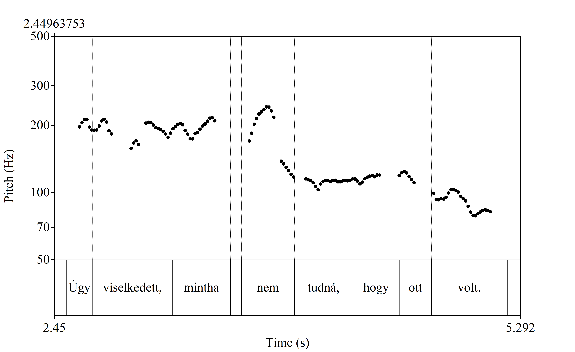 2.44963753
500
300
200
100
70
50
Pitch (Hz)
Úgy viselkedett, mintha nem tudná, hogy ott volt.
2.45 5.292
Time (s)